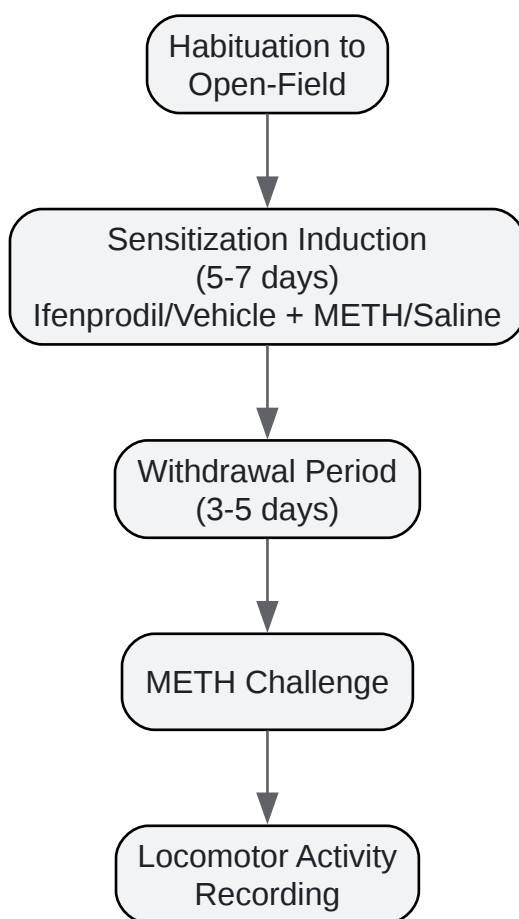 Habituation to
Open-Field
Sensitization Induction
(5-7 days)
Ifenprodil/Vehicle + METH/Saline
Withdrawal Period
(3-5 days)
METH Challenge
Locomotor Activity
Recording